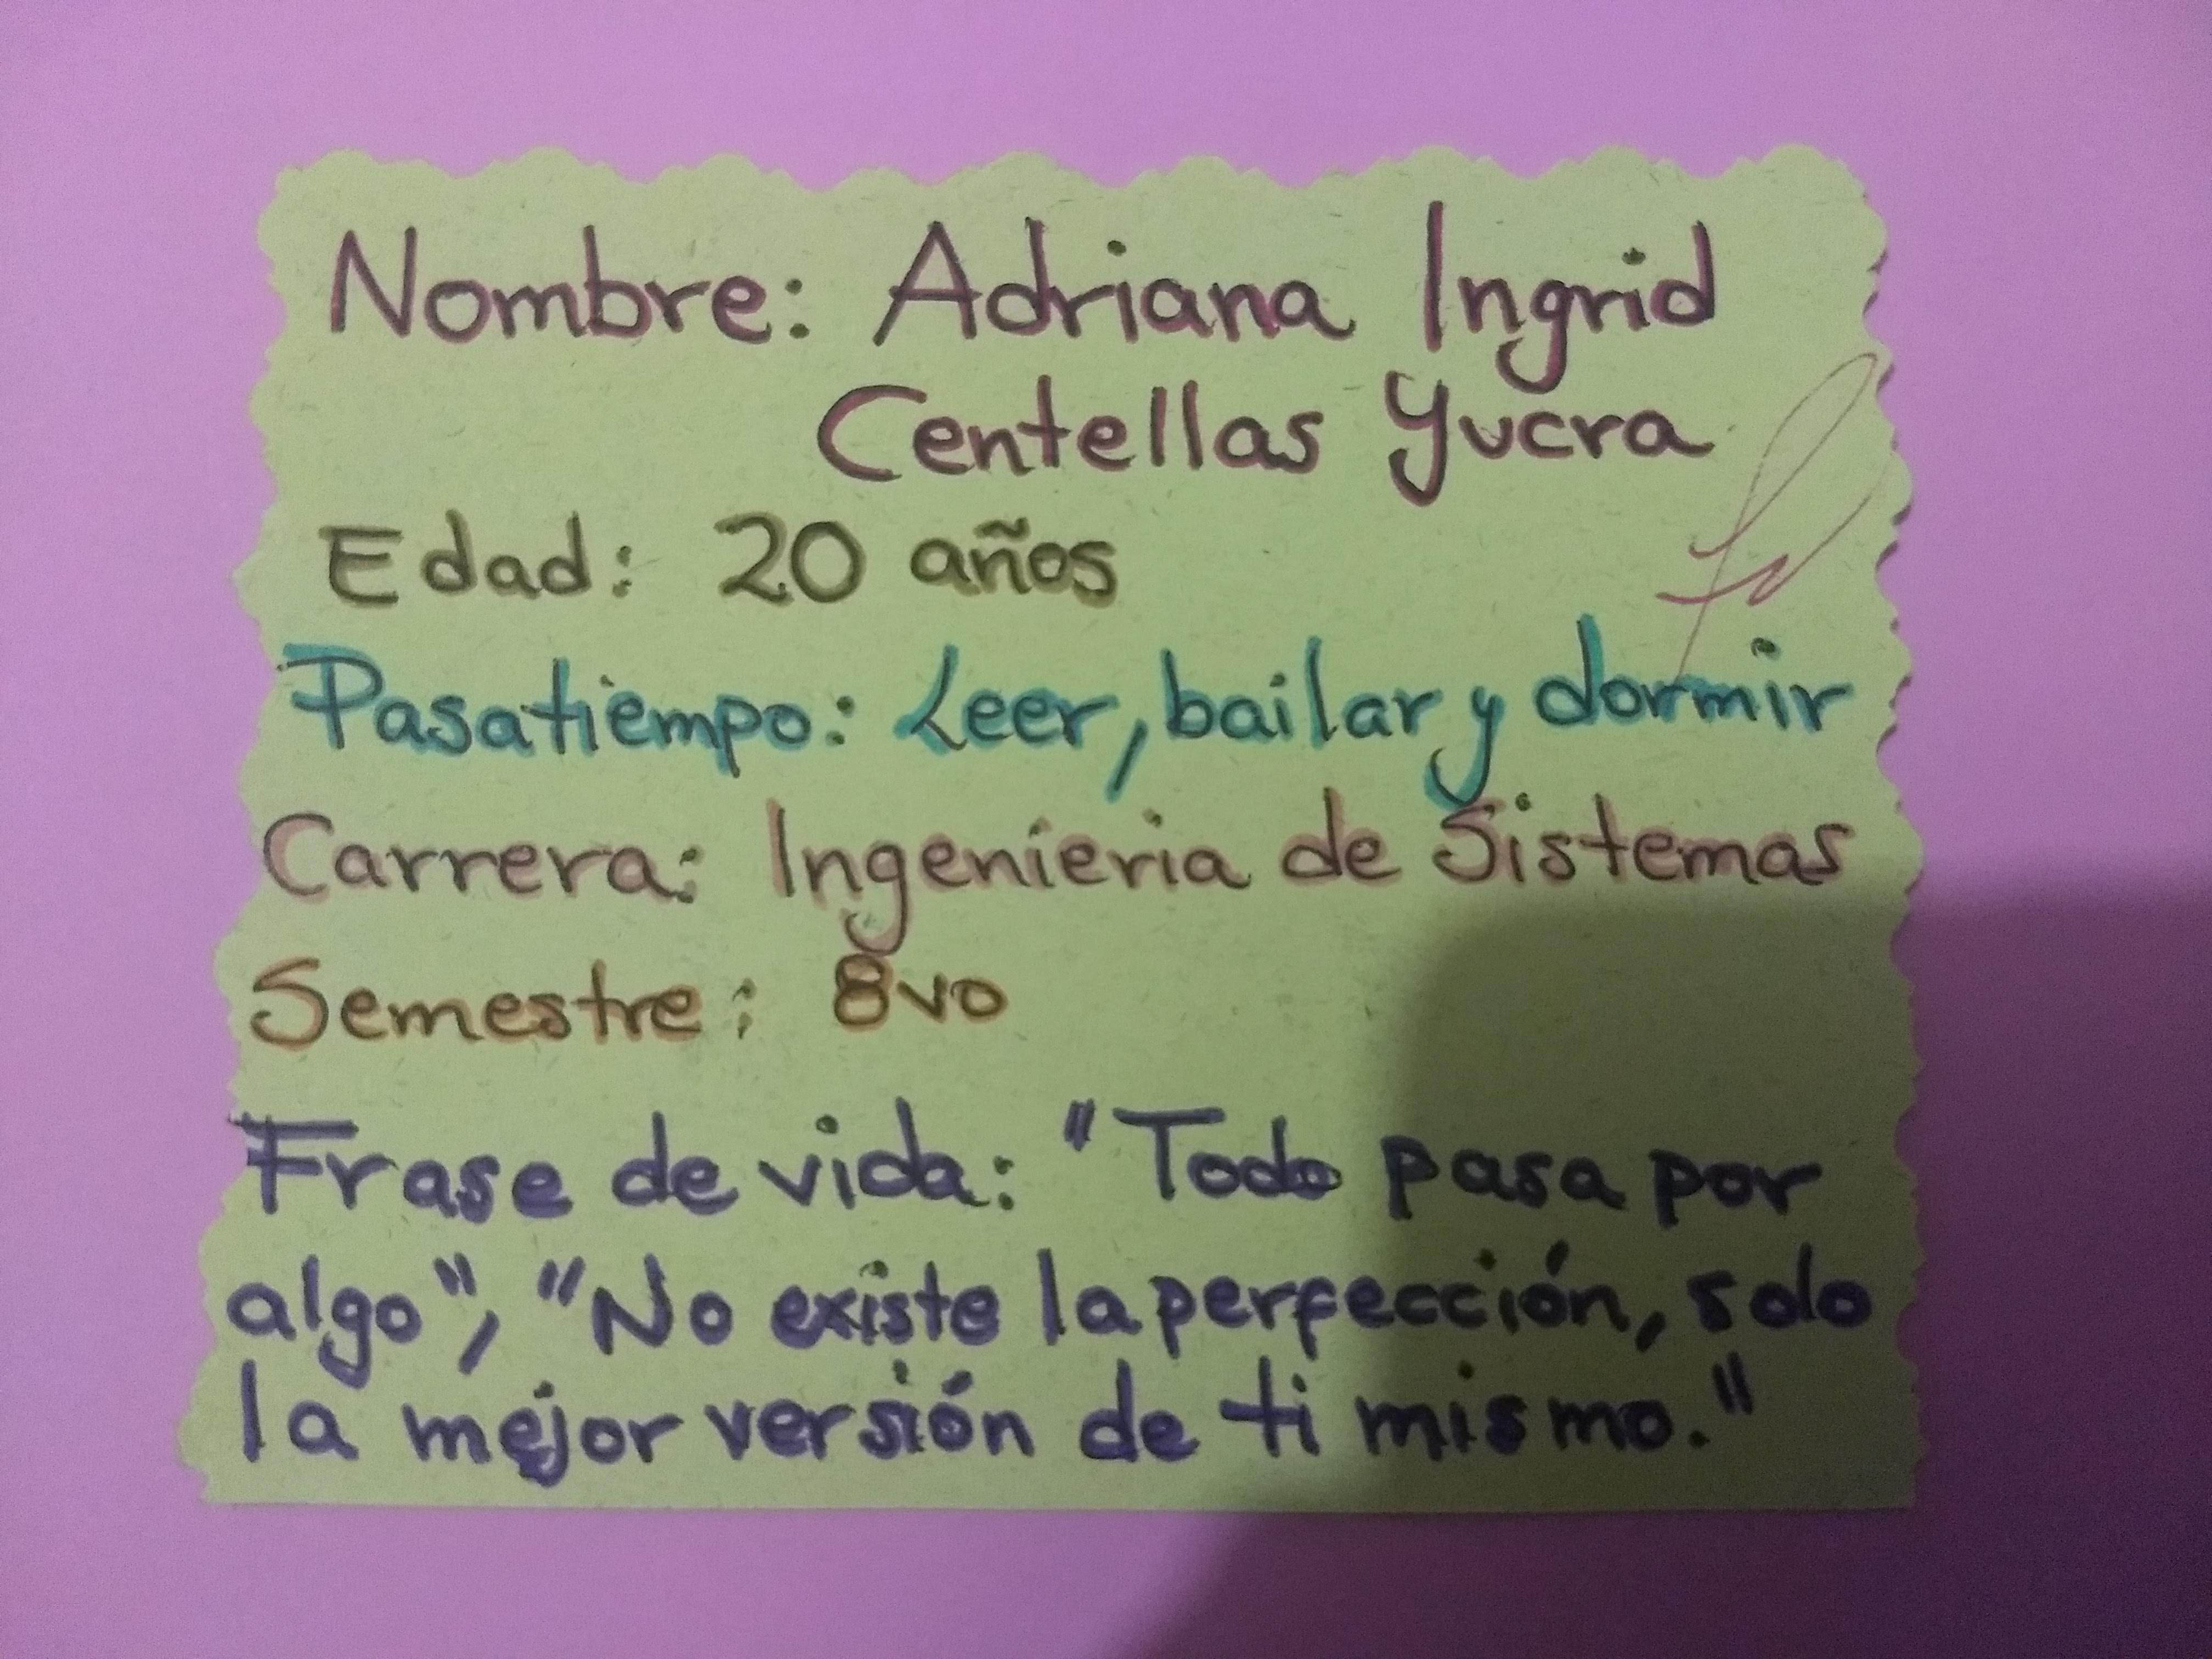 Nombre: Adriana Ingrid
Centellas Yucra
Edad: 20 años
Pasatiempo: Leer, bailar y dormir
Carrera: Ingenieria de Sistemas
Semestre: 8vo
Frase de vida: "Todo pasa por
algo", "No existe la perfección, solo
la mejor versión de ti mismo."